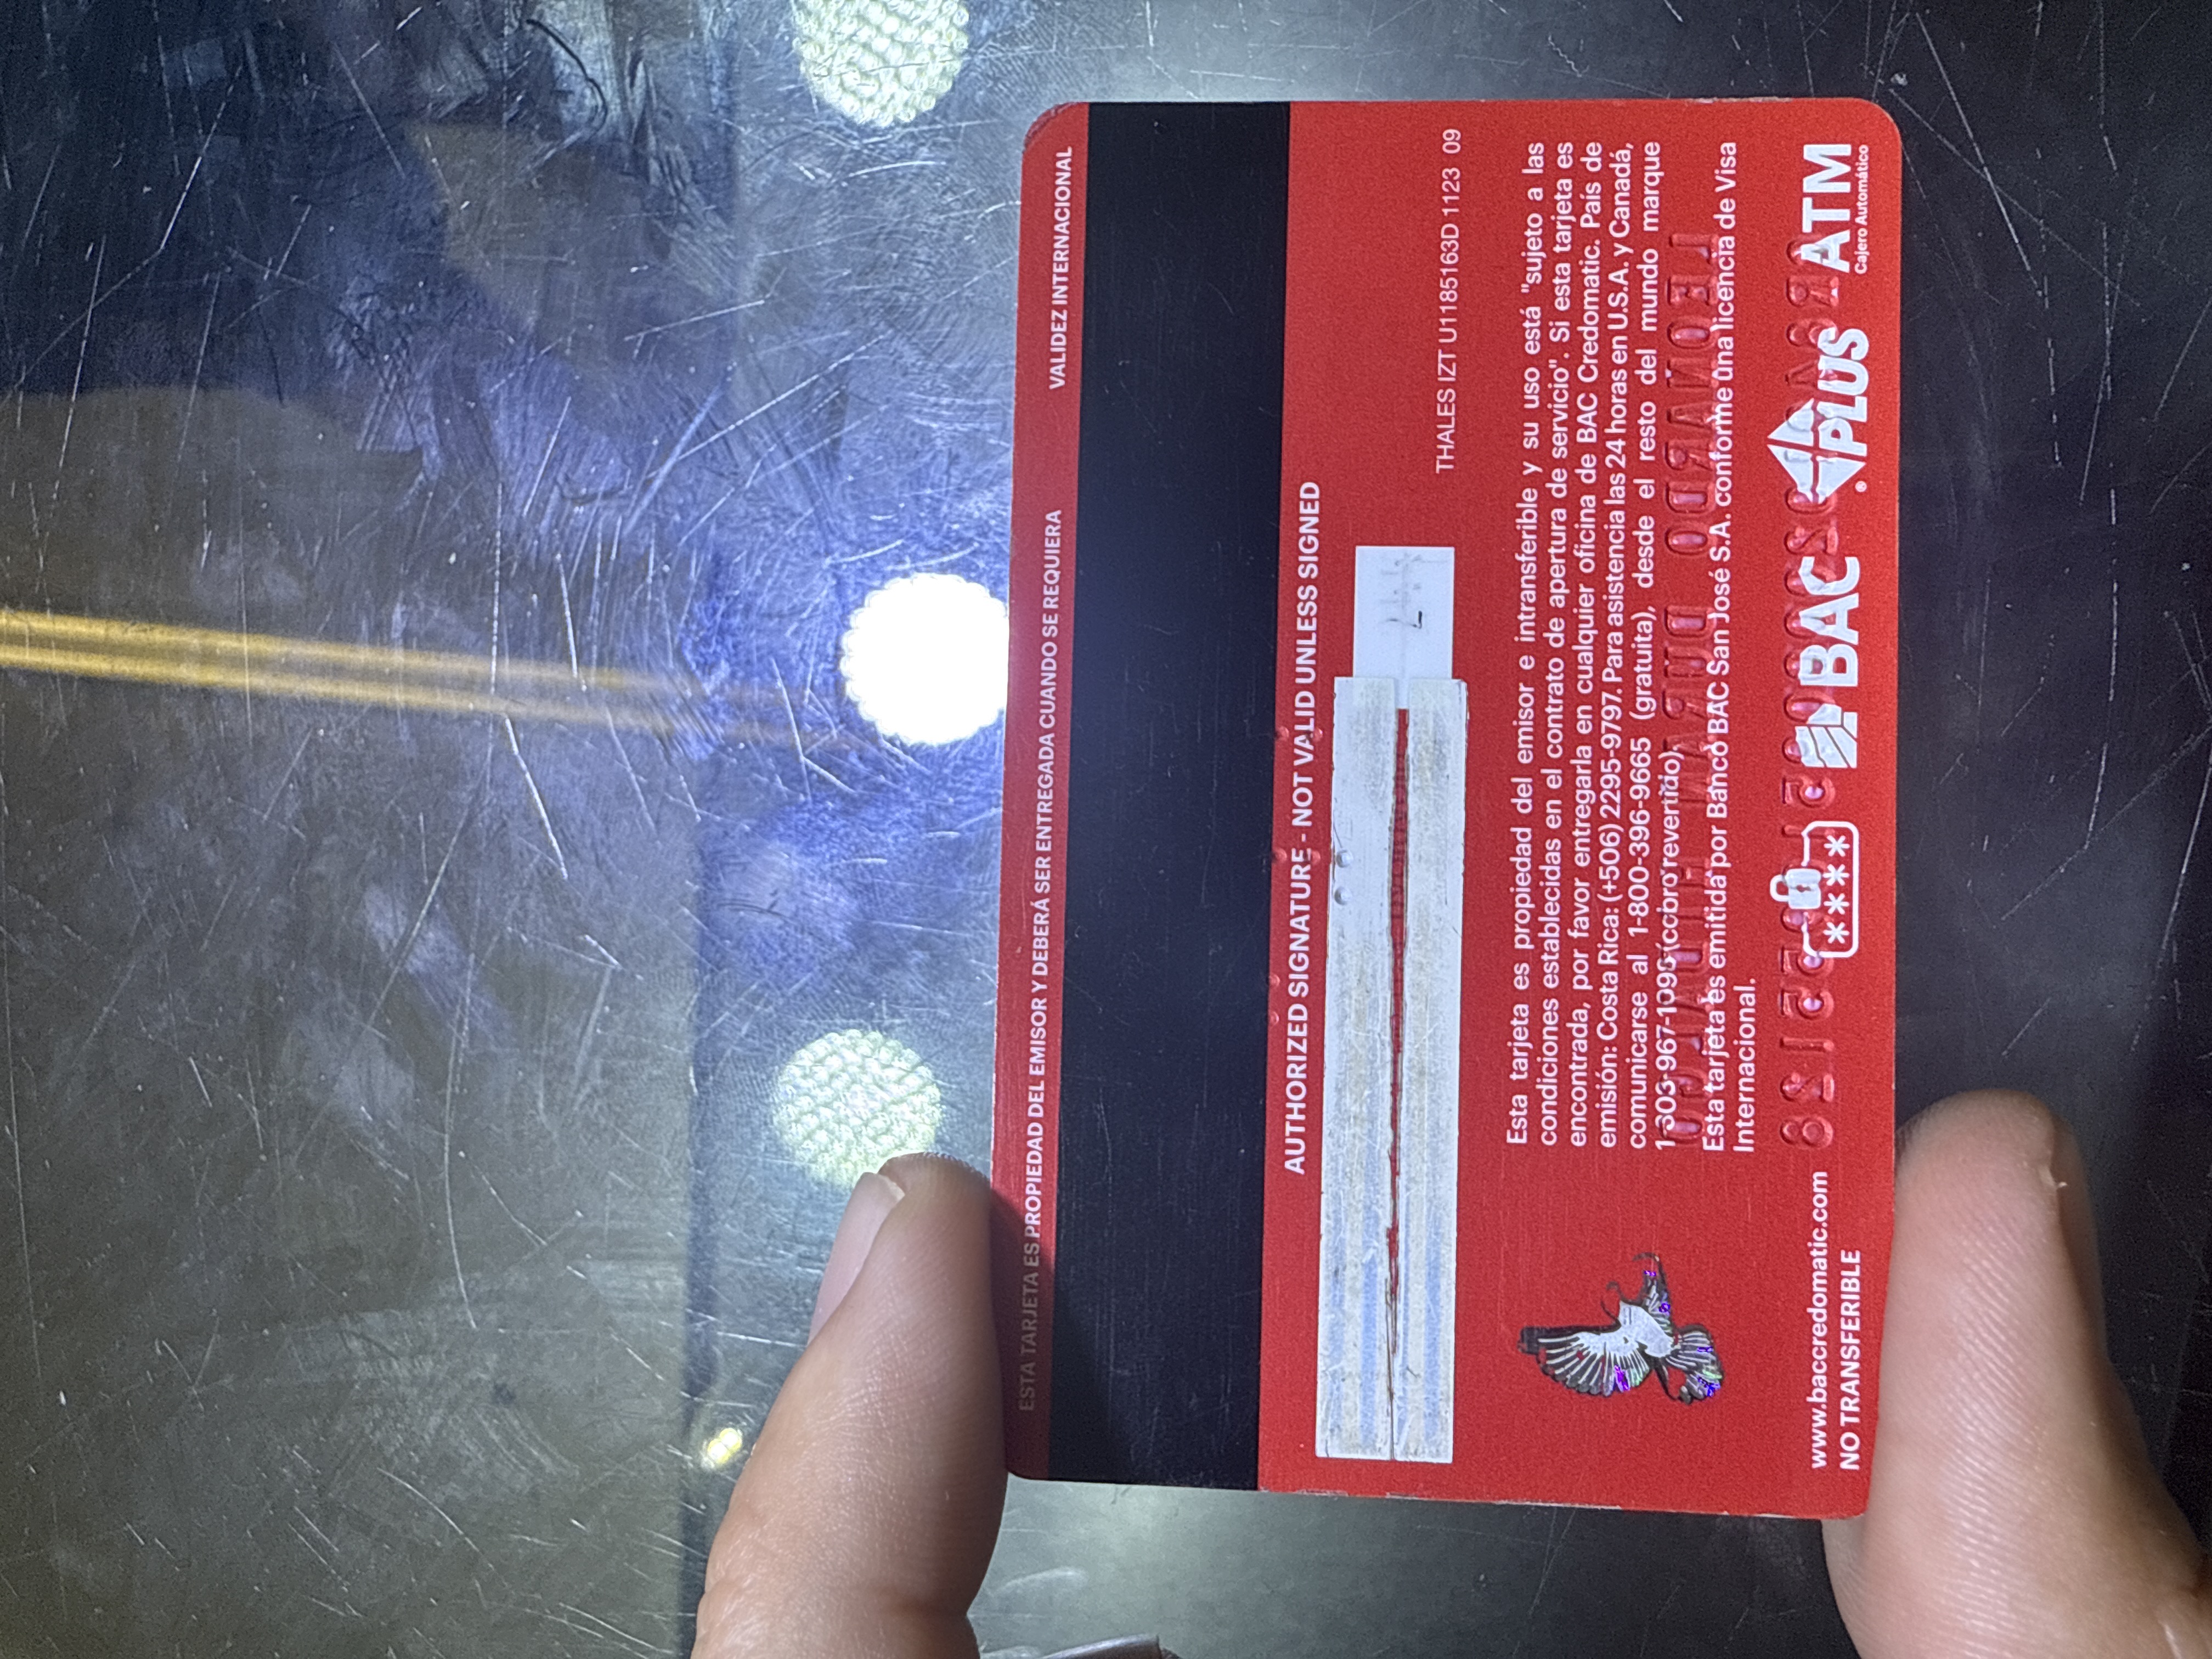 ESTA TARJETA ES PROPIEDAD DEL EMISOR Y DEBERÁ SER ENTREGADA CUANDO SE REQUIERA
VALIDEZ INTERNACIONAL
AUTHORIZED SIGNATURE - NOT VALID UNLESS SIGNED
THALES IZT U1185163D 1123 09
Esta tarjeta es propiedad del emisor e intransferible y su uso está "sujeto a las
condiciones establecidas en el contrato de apertura de servicio". Si esta tarjeta es
encontrada, por favor entregarla en cualquier oficina de BAC Credomatic. País de
emisión: Costa Rica: (+506) 2295-9797. Para asistencia las 24 horas en U.S.A. y Canadá,
comunicarse al 1-800-396-9665 (gratuita), desde el resto del mundo marque
1-303-967-1095 (cobro revertido).
Esta tarjeta es emitida por Banco BAC San José S.A. conforme una licencia de Visa
Internacional.
www.baccredomatic.com
NO TRANSFERIBLE
****
BAC
PLUS®
ATM
Cajero Automático